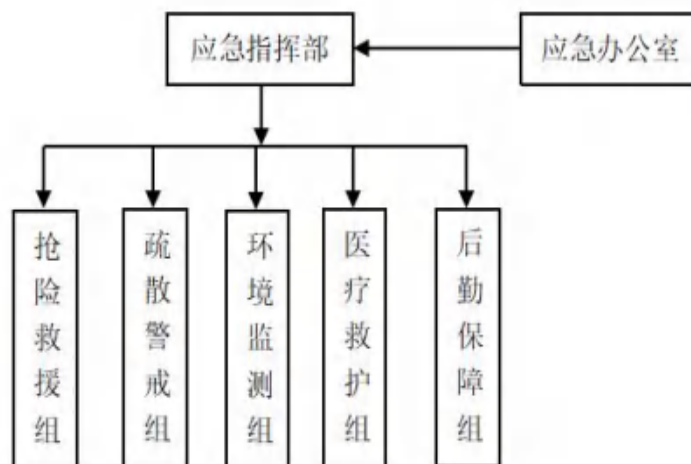 应急指挥部
应急办公室
抢险救援组
疏散警戒组
环境监测组
医疗救护组
后勤保障组